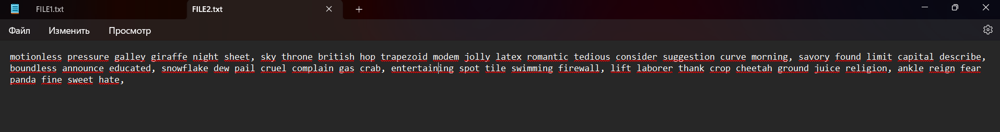 FILE1.txt FILE2.txt
Файл Изменить Просмотр
motionless pressure galley giraffe night sheet, sky throne british hop trapezoid modem jolly latex romantic tedious consider suggestion curve morning, savory found limit capital describe,
boundless announce educated, snowflake dew pail cruel complain gas crab, entertaining spot tile swimming firewall, lift laborer thank crop cheetah ground juice religion, ankle reign fear
panda fine sweet hate,